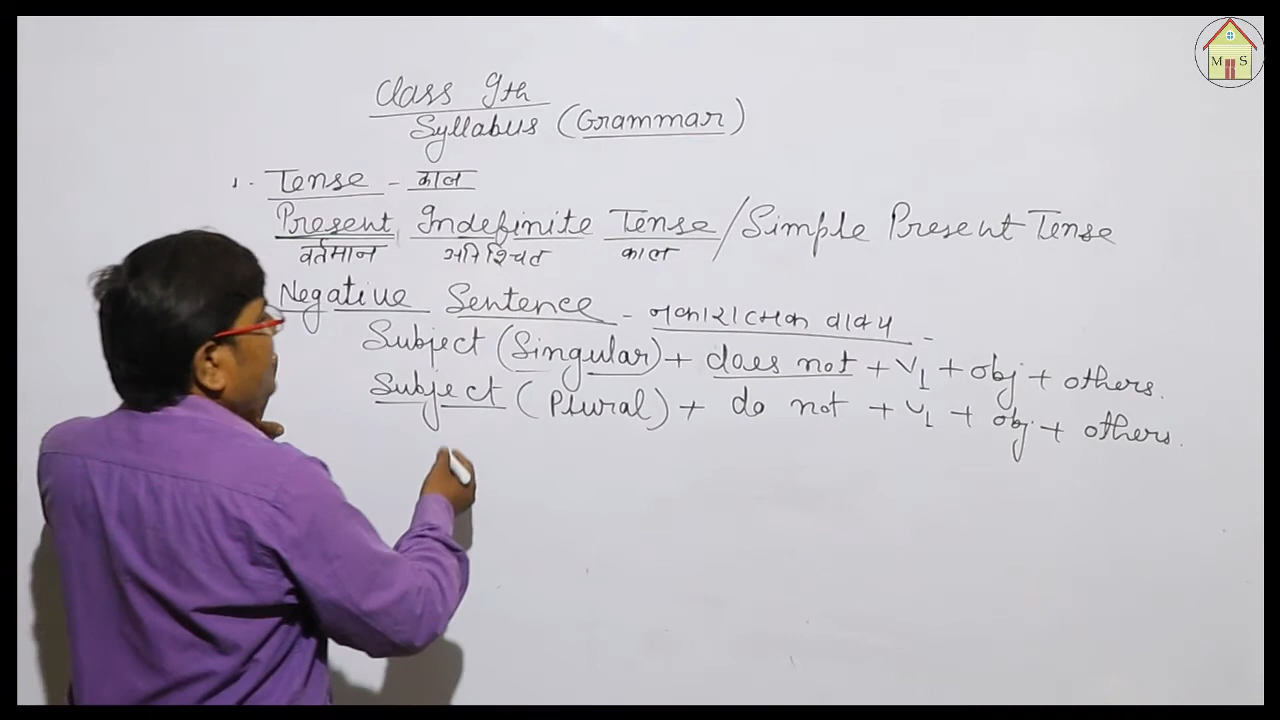 Class 9th
Syllabus (Grammar)
1. Tense - काल
Present Indefinite Tense/Simple Present Tense
वर्तमान अनिश्चित काल
Negative Sentence - नकारात्मक वाक्य -
Subject (Singular) + does not + V1 + obj + others.
Subject (Plural) + do not + V1 + obj + others.
M S